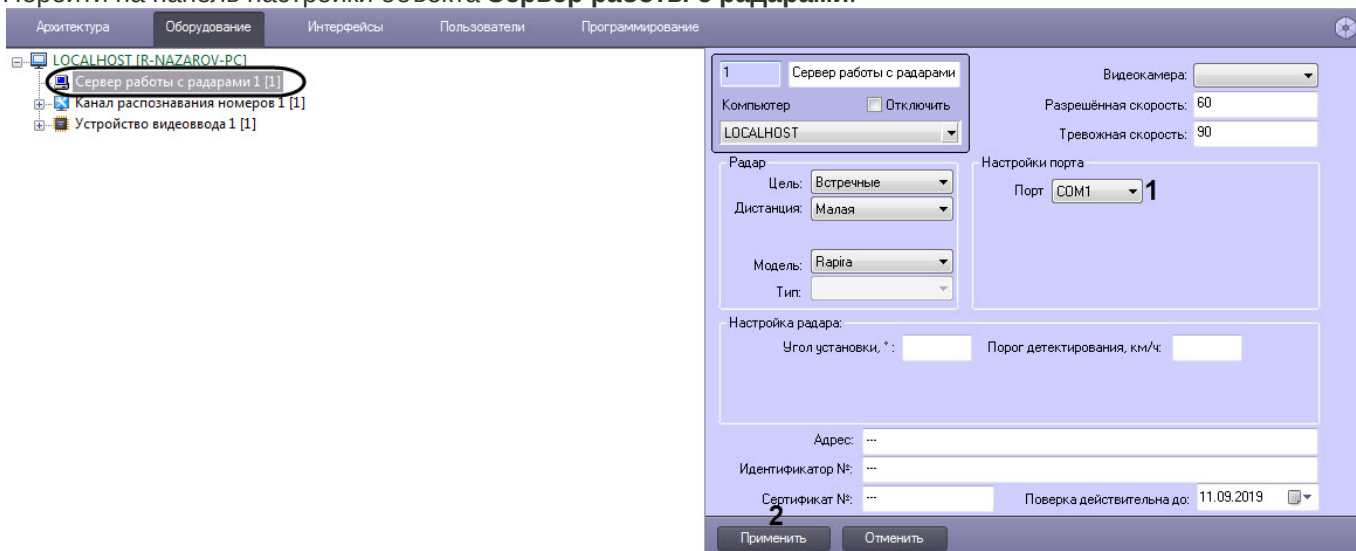 Перейти на панель настройки объекта Сервер работы с радарами.
Архитектура Оборудование Интерфейсы Пользователи Программирование
LOCALHOST [R-NAZAROV-PC]
Сервер работы с радарами 1 [1]
Канал распознавания номеров 1 [1]
Устройство видеоввода 1 [1]
1 Сервер работы с радарами
Компьютер Отключить
LOCALHOST
Видеокамера:
Разрешённая скорость: 60
Тревожная скорость: 90
Радар
Цель: Встречные
Дистанция: Малая
Модель: Rapira
Тип:
Настройки порта
Порт COM1 1
Настройка радара:
Угол установки, ° : Порог детектирования, км/ч:
Адрес: ---
Идентификатор №: ---
Сертификат №: --- Поверка действительна до: 11.09.2019
2
Применить Отменить